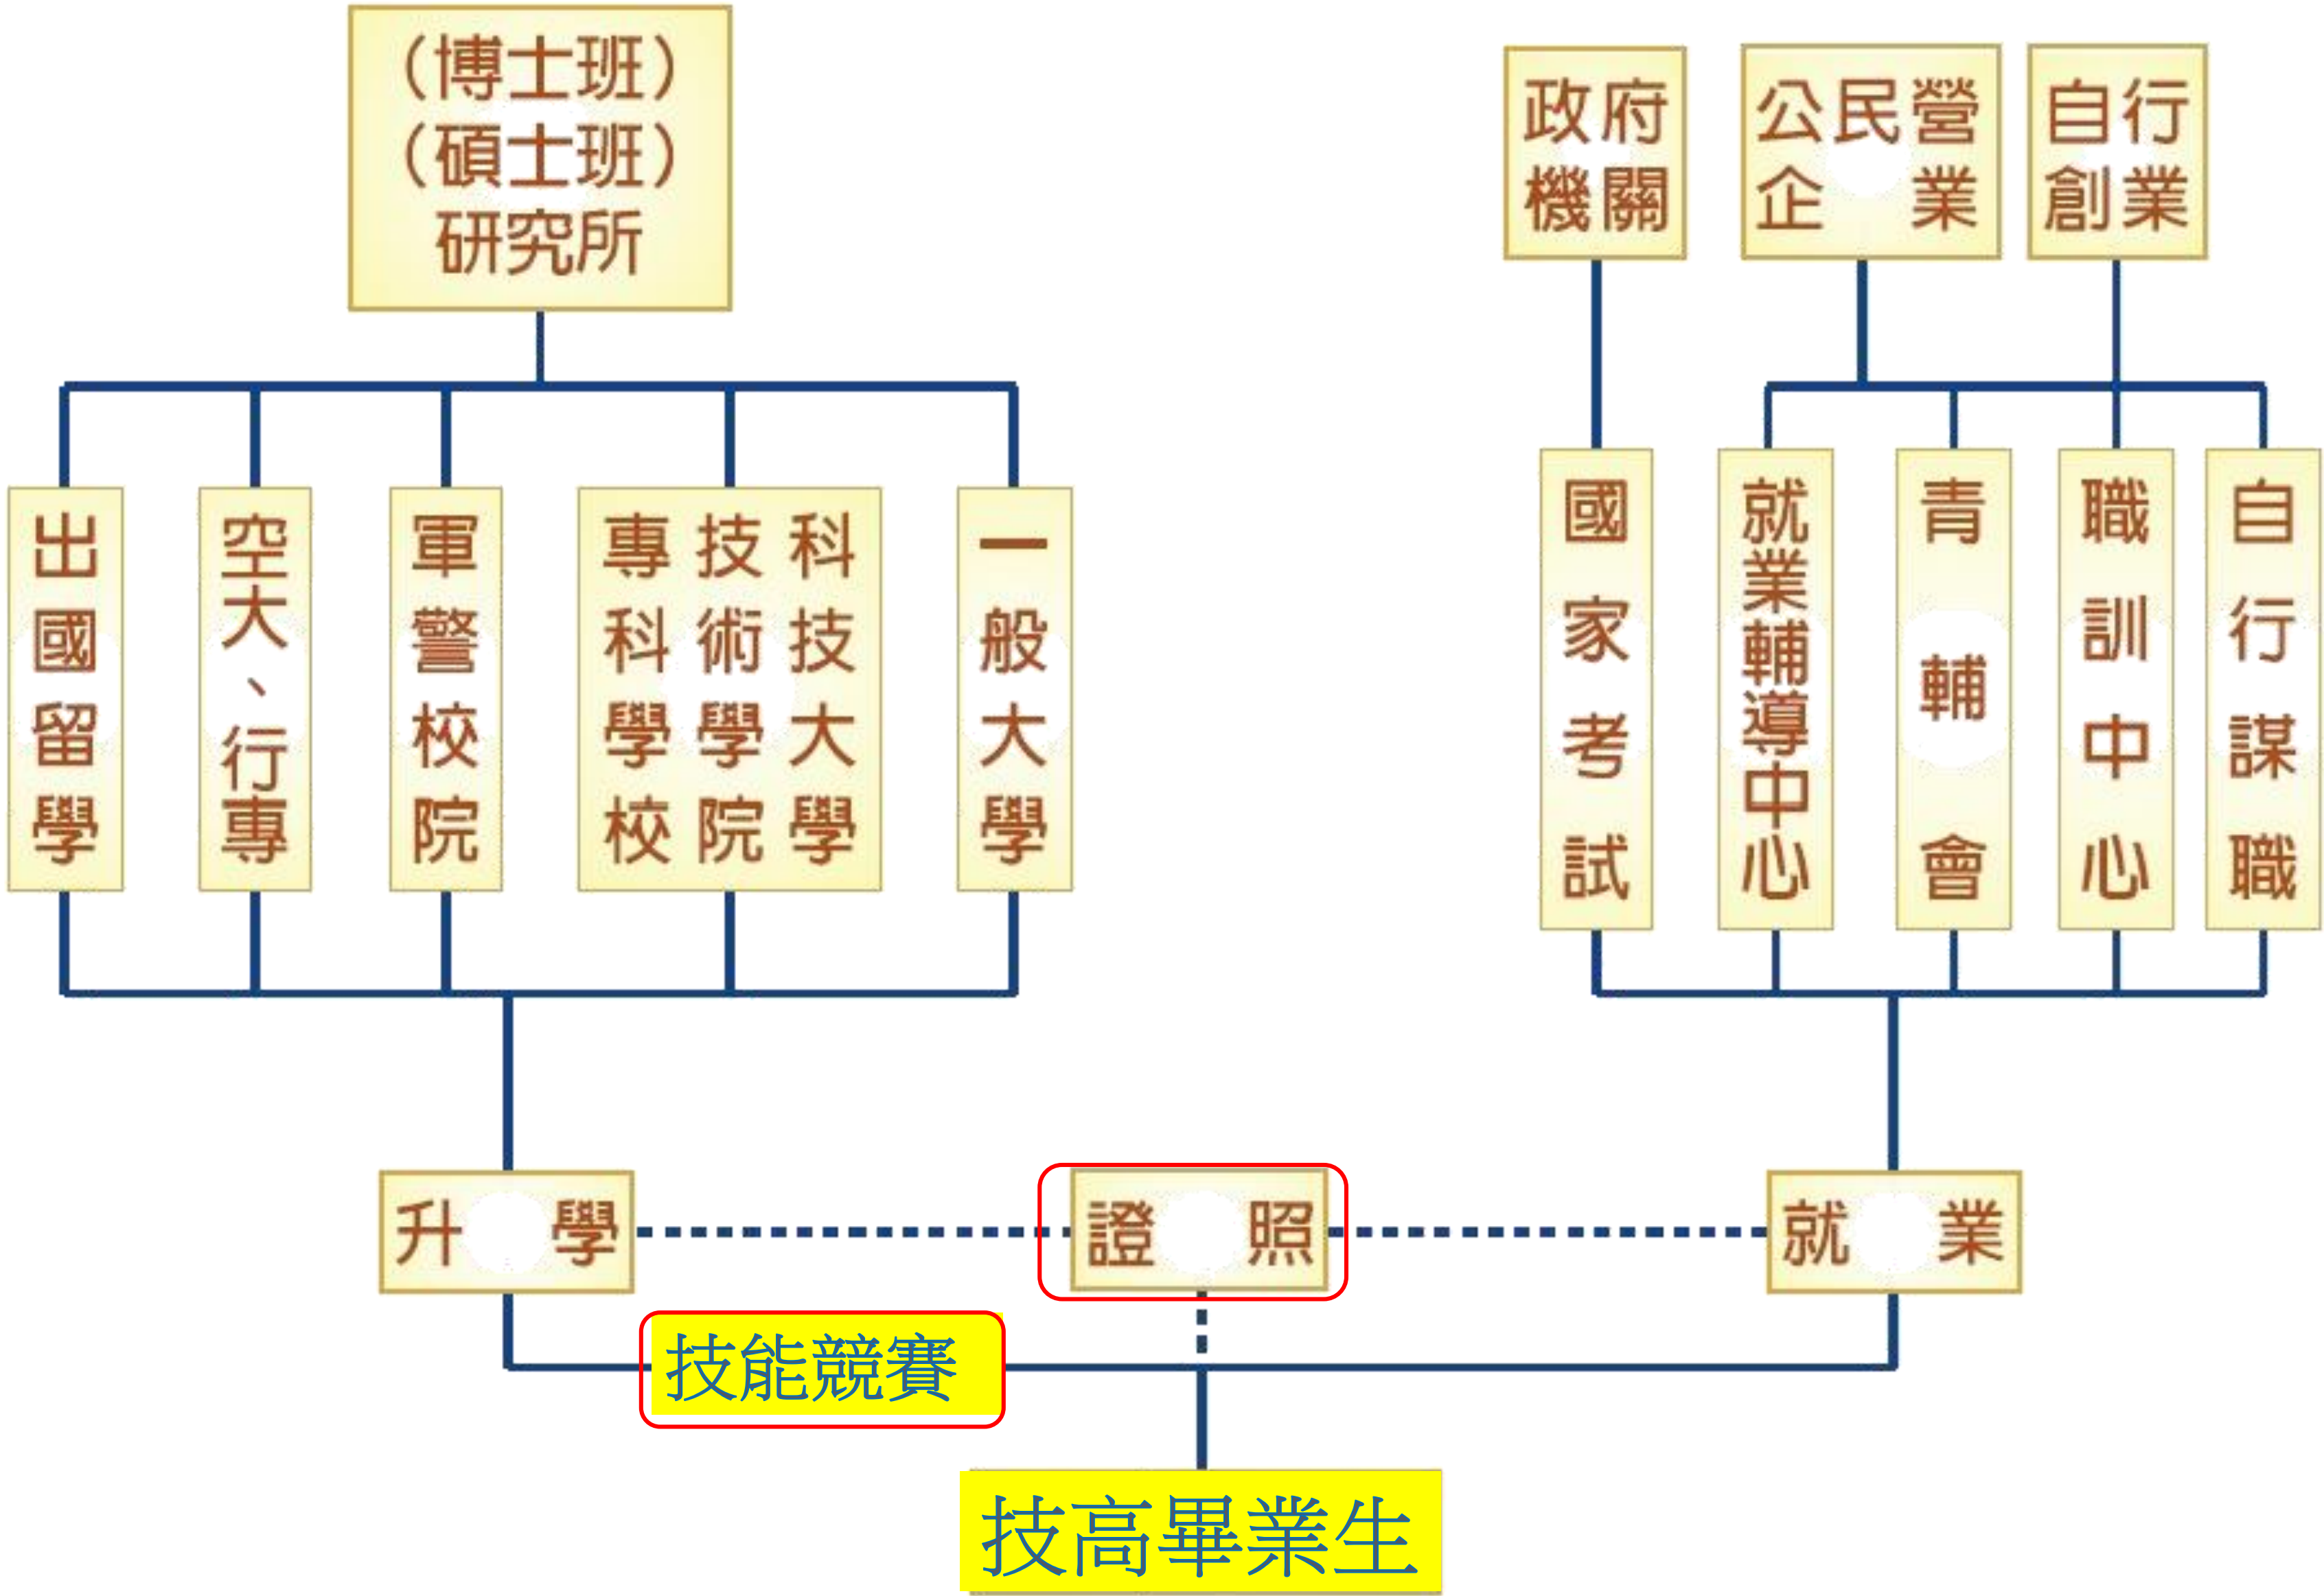 （博士班）
（碩士班）
研究所
政府
機關
公民營
企業
自行
創業
出國留學
空大、行專
軍警校院
專科學校
技術學院
科技大學
一般大學
國家考試
就業輔導中心
青輔會
職訓中心
自行謀職
升學
證照
就業
技能競賽
技高畢業生